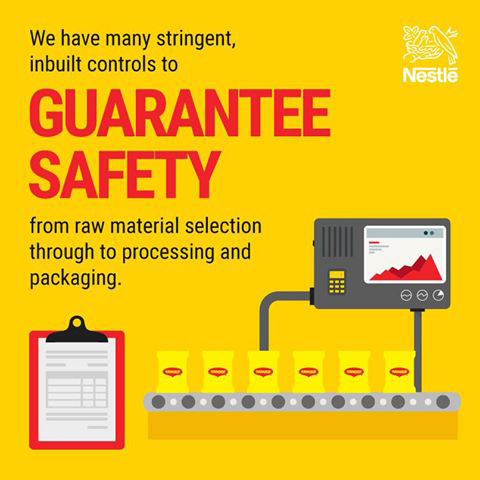 We have many stringent,
inbuilt controls to
Nestlé
GUARANTEE
SAFETY
from raw material selection
through to processing and
packaging.